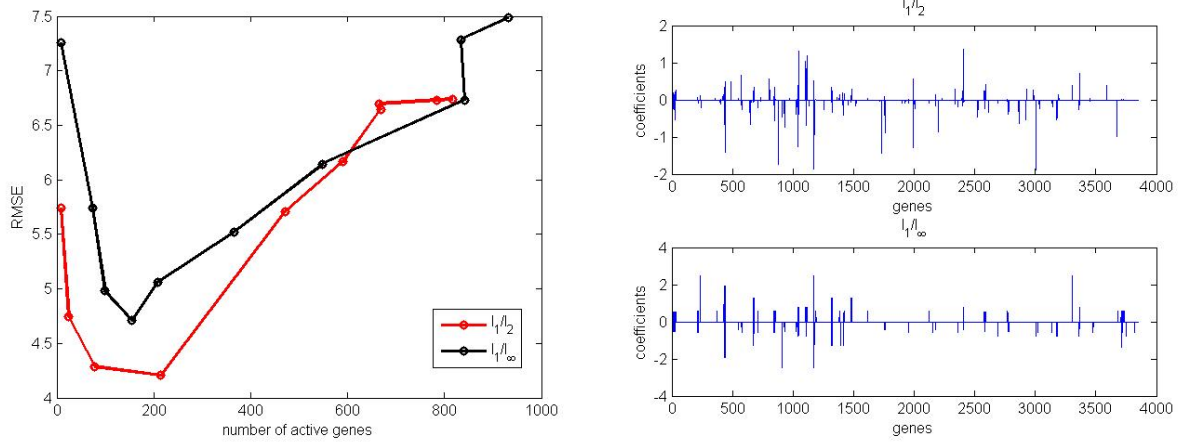 7.5
7
6.5
6
5.5
5
4.5
4
RMSE
0 200 400 600 800 1000
number of active genes
l₁/l₂
l₁/l∞
l₁/l₂
2
1
0
-1
-2
coefficients
0 500 1000 1500 2000 2500 3000 3500 4000
genes
l₁/l∞
4
2
0
-2
-4
coefficients
0 500 1000 1500 2000 2500 3000 3500 4000
genes